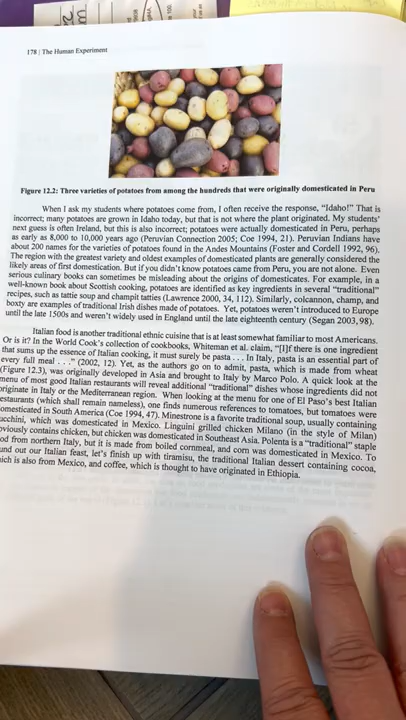 178 | The Human Experiment
Figure 12.2: Three varieties of potatoes from among the hundreds that were originally domesticated in Peru
When I ask my students where potatoes come from, I often receive the response, “Idaho!” That is
incorrect; many potatoes are grown in Idaho today, but that is not where the plant originated. My students’
next guess is often Ireland, but this is also incorrect; potatoes were actually domesticated in Peru, perhaps
as early as 8,000 to 10,000 years ago (Peruvian Connection 2005; Coe 1994, 21). Peruvian Indians have
about 200 names for the varieties of potatoes found in the Andes Mountains (Foster and Cordell 1992, 96).
The region with the greatest variety and oldest examples of domesticated plants are generally considered the
likely areas of first domestication. But if you didn’t know potatoes came from Peru, you are not alone. Even
serious culinary books can sometimes be misleading about the origins of domesticates. For example, in a
well-known book about Scottish cooking, potatoes are identified as key ingredients in several “traditional”
recipes, such as tattie soup and champit tatties (Lawrence 2000, 34, 112). Similarly, colcannon, champ, and
boxty are examples of traditional Irish dishes made of potatoes. Yet, potatoes weren’t introduced to Europe
until the late 1500s and weren’t widely used in England until the late eighteenth century (Segan 2003, 98).
Italian food is another traditional ethnic cuisine that is at least somewhat familiar to most Americans.
Or is it? In the World Cook’s collection of cookbooks, Whiteman et al. claim, “[I]f there is one ingredient
that sums up the essence of Italian cooking, it must surely be pasta . . . In Italy, pasta is an essential part of
every full meal . . .” (2002, 12). Yet, as the authors go on to admit, pasta, which is made from wheat
(Figure 12.3), was originally developed in Asia and brought to Italy by Marco Polo. A quick look at the
menu of most good Italian restaurants will reveal additional “traditional” dishes whose ingredients did not
originate in Italy or the Mediterranean region. When looking at the menu for one of El Paso’s best Italian
estaurants (which shall remain nameless), one finds numerous references to tomatoes, but tomatoes were
omesticated in South America (Coe 1994, 47). Minestrone is a favorite traditional soup, usually containing
ucchini, which was domesticated in Mexico. Linguini grilled chicken Milano (in the style of Milan)
bviously contains chicken, but chicken was domesticated in Southeast Asia. Polenta is a “traditional” staple
od from northern Italy, but it is made from boiled cornmeal, and corn was domesticated in Mexico. To
und out our Italian feast, let’s finish up with tiramisu, the traditional Italian dessert containing cocoa,
ich is also from Mexico, and coffee, which is thought to have originated in Ethiopia.